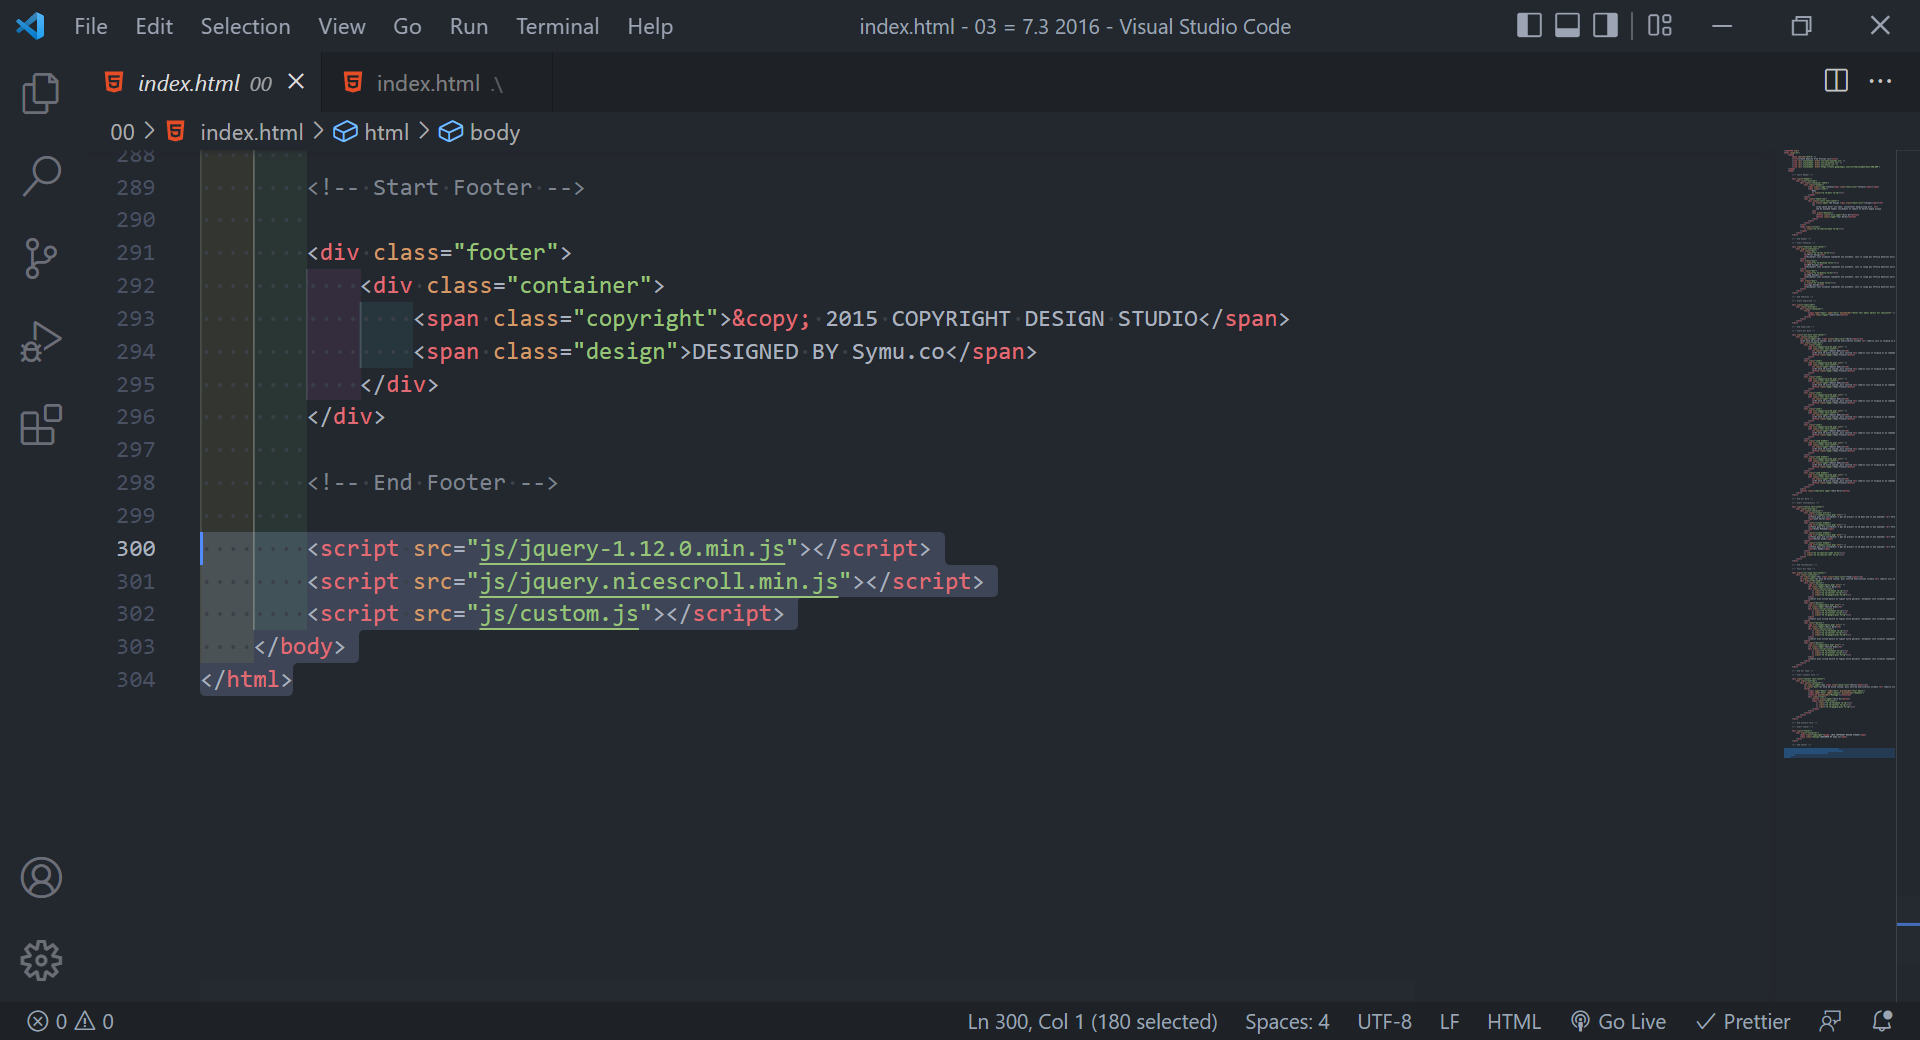 File Edit Selection View Go Run Terminal Help index.html - 03 = 7.3 2016 - Visual Studio Code
index.html 00 index.html .\
00 > index.html > html > body
288
289 <!-- Start Footer -->
290
291 <div class="footer">
292 <div class="container">
293 <span class="copyright">&copy; 2015 COPYRIGHT DESIGN STUDIO</span>
294 <span class="design">DESIGNED BY Symu.co</span>
295 </div>
296 </div>
297
298 <!-- End Footer -->
299
300 <script src="js/jquery-1.12.0.min.js"></script>
301 <script src="js/jquery.nicescroll.min.js"></script>
302 <script src="js/custom.js"></script>
303 </body>
304 </html>
0 0 Ln 300, Col 1 (180 selected) Spaces: 4 UTF-8 LF HTML Go Live Prettier